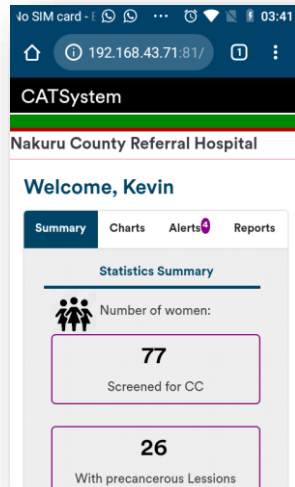 No SIM card - E ... 03:41
192.168.43.71:81/ 1
CATSystem
Nakuru County Referral Hospital
Welcome, Kevin
Summary Charts Alerts 4 Reports
Statistics Summary
Number of women:
77
Screened for CC
26
With precancerous Lessions